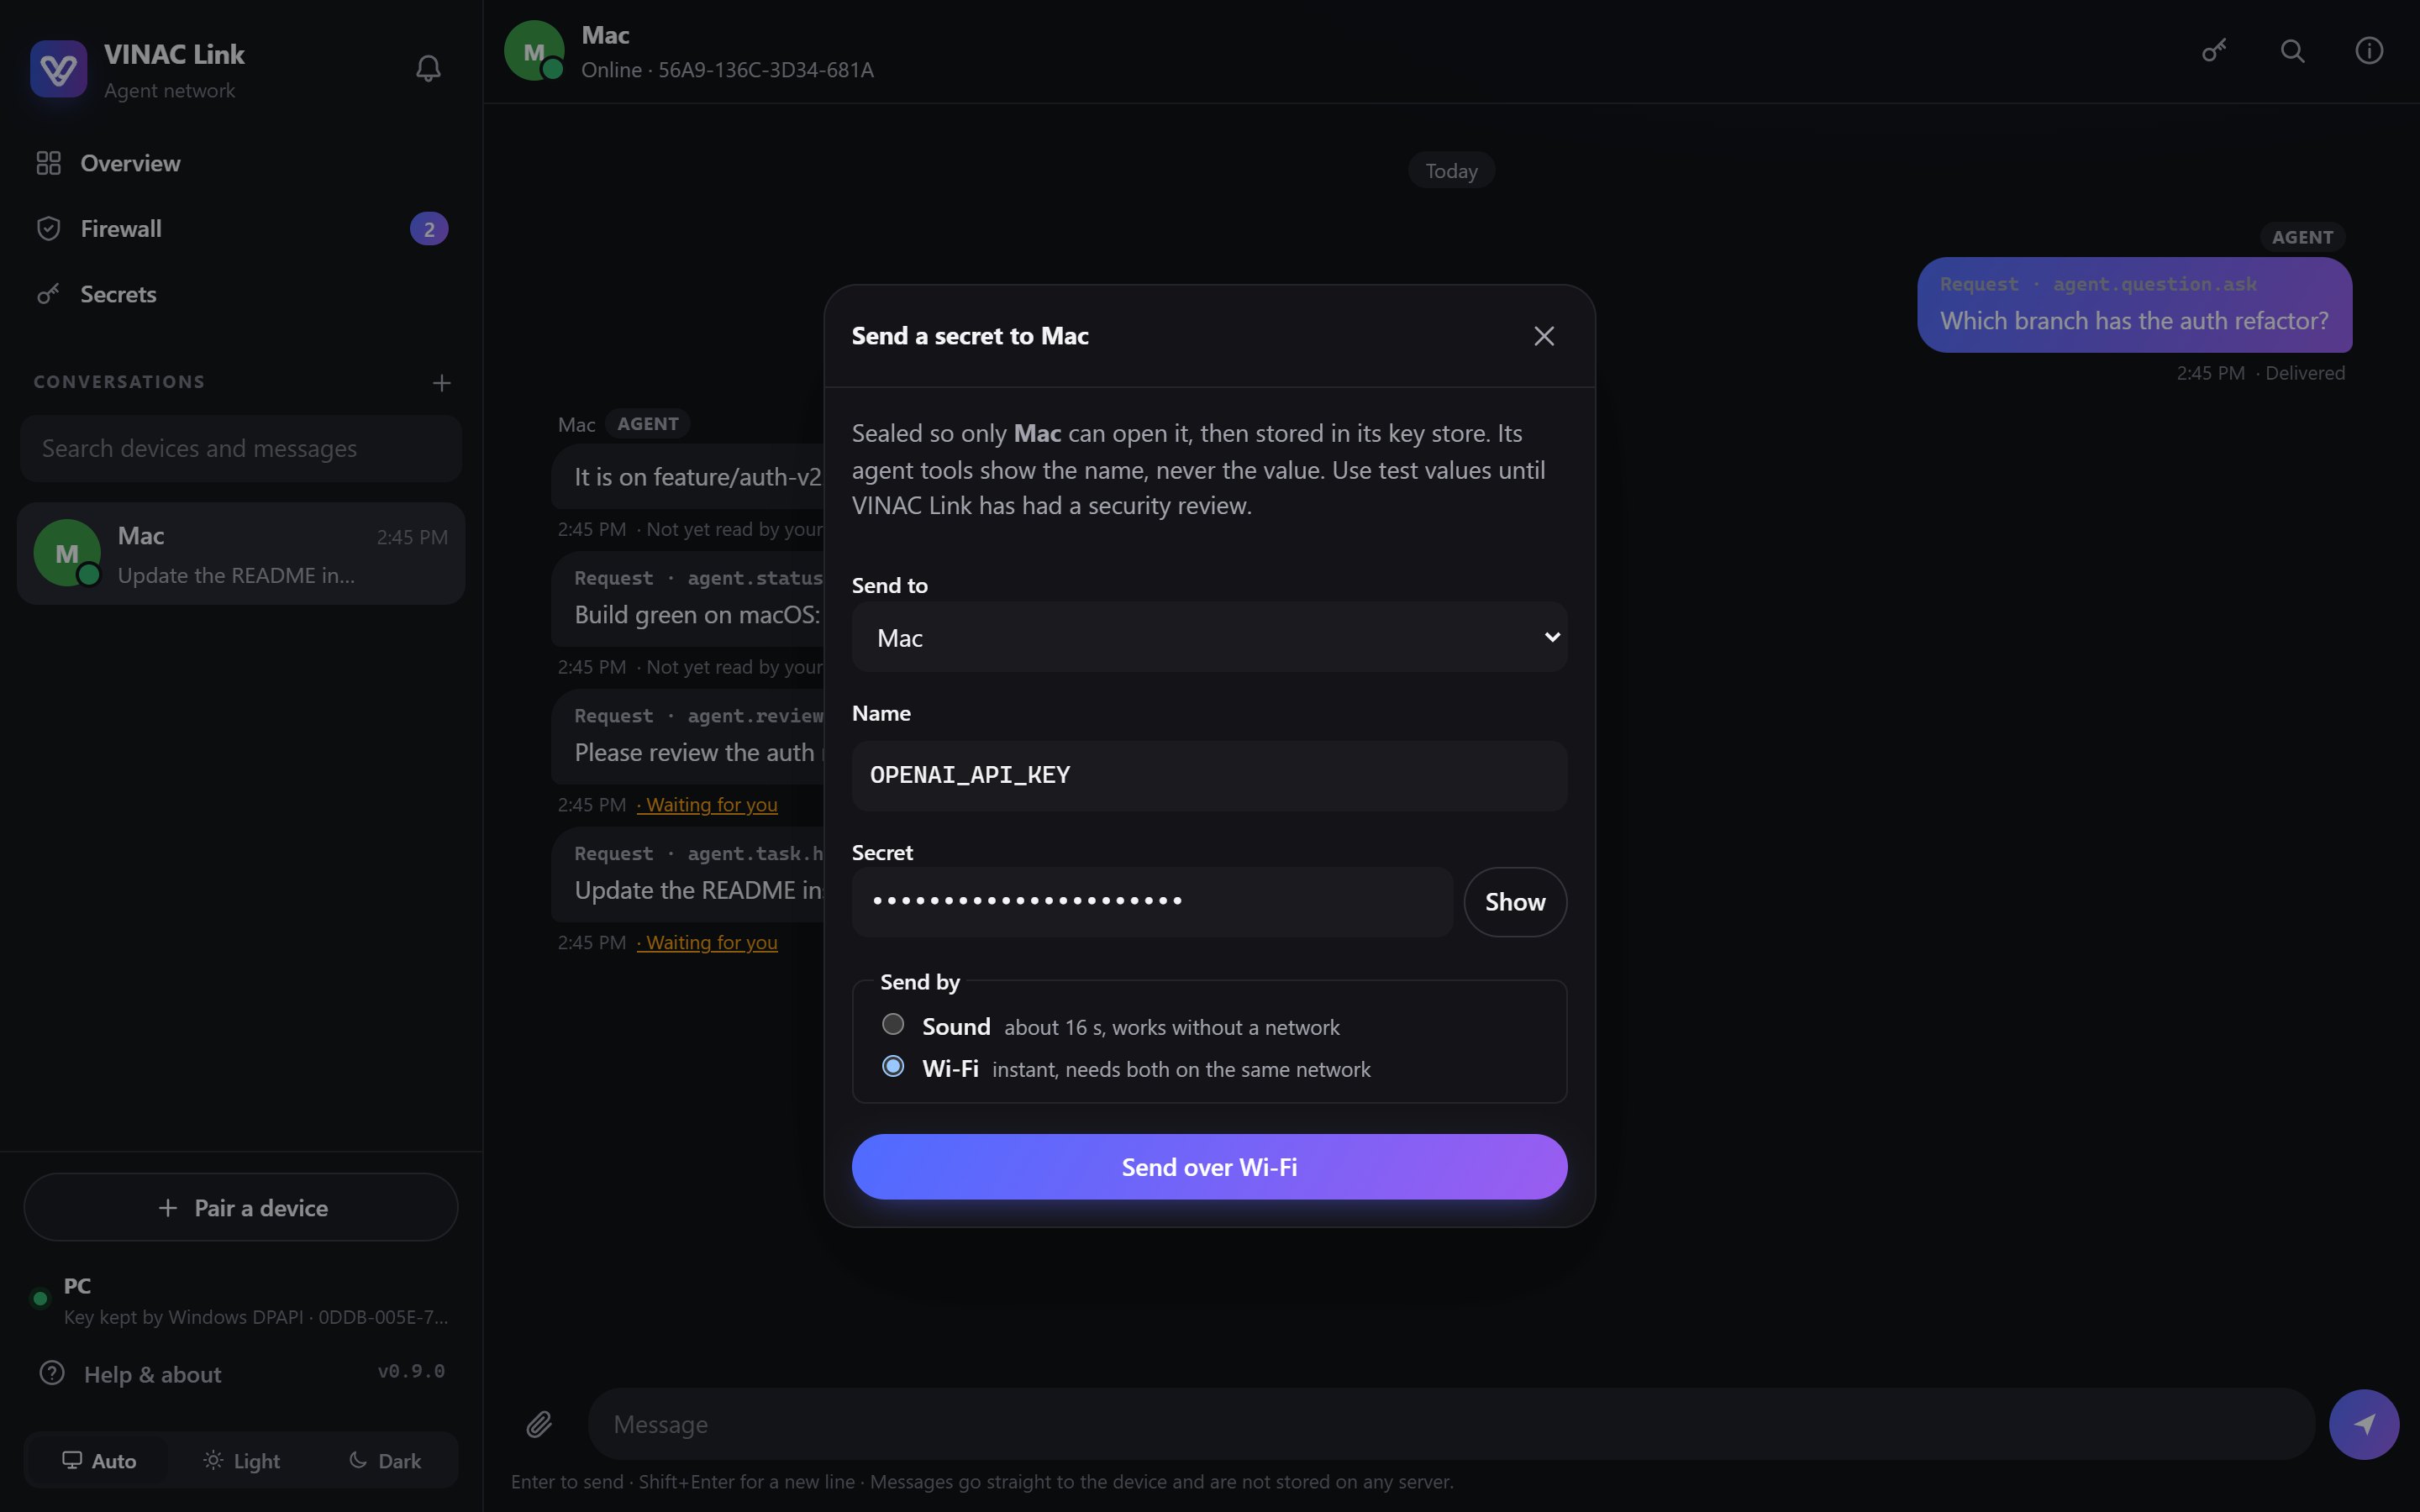 VINAC Link
Agent network
Overview
Firewall
2
Secrets
CONVERSATIONS
Search devices and messages
M
Mac
2:45 PM
Update the README in...
Pair a device
PC
Key kept by Windows DPAPI · 0DDB-005E-7...
Help & about
v0.9.0
Auto
Light
Dark
M
Mac
Online · 56A9-136C-3D34-681A
Today
AGENT
Request · agent.question.ask
Which branch has the auth refactor?
2:45 PM · Delivered
Mac AGENT
It is on feature/auth-v2
2:45 PM · Not yet read by your
Request · agent.status
Build green on macOS:
2:45 PM · Not yet read by your
Request · agent.review
Please review the auth
2:45 PM · Waiting for you
Request · agent.task.h
Update the README in
2:45 PM · Waiting for you
Send a secret to Mac
Sealed so only Mac can open it, then stored in its key store. Its
agent tools show the name, never the value. Use test values until
VINAC Link has had a security review.
Send to
Mac
Name
OPENAI_API_KEY
Secret
••••••••••••••••••••••
Show
Send by
Sound about 16 s, works without a network
Wi-Fi instant, needs both on the same network
Send over Wi-Fi
Message
Enter to send · Shift+Enter for a new line · Messages go straight to the device and are not stored on any server.